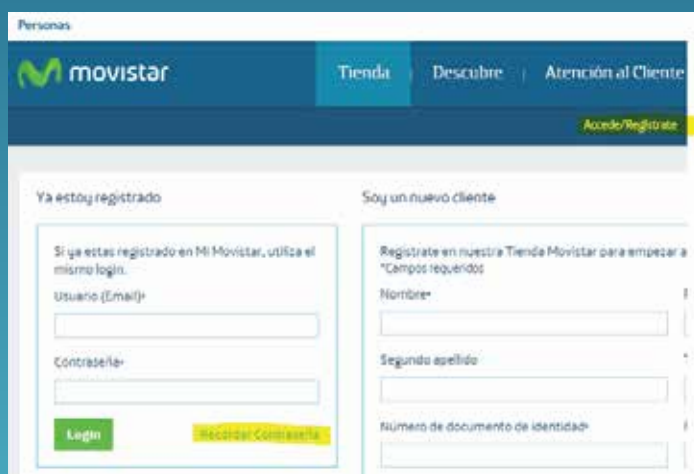 Personas
movistar
Tienda
Descubre
Atención al Cliente
Accede/Regístrate
Ya estoy registrado
Si ya estas registrado en Mi Movistar, utiliza el
mismo login.
Usuario (Email)*
Contraseña*
Login
Recordar Contraseña
Soy un nuevo cliente
Registrate en nuestra Tienda Movistar para empezar a
*Campos requeridos
Nombre*
Segundo apellido
Número de documento de identidad*